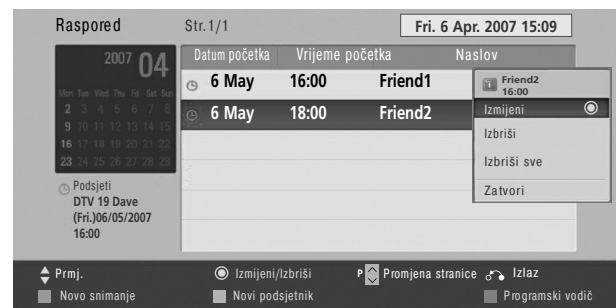 Raspored Str.1/1 Fri. 6 Apr. 2007 15:09
2007 04
Mon Tue Wed Thu Fri Sat Sun
2 3 4 5 6 7 8
9 10 11 12 13 14 15
16 17 18 19 20 21 22
23 24 25 26 27 28 29
Podsjeti
DTV 19 Dave
(Fri.)06/05/2007
16:00
Datum početka Vrijeme početka Naslov
6 May 16:00 Friend1
6 May 18:00 Friend2
Friend2
16:00
Izmijeni
Izbriši
Izbriši sve
Zatvori
Prmj. Izmijeni/Izbriši P Promjena stranice Izlaz
Novo snimanje Novi podsjetnik Programski vodič